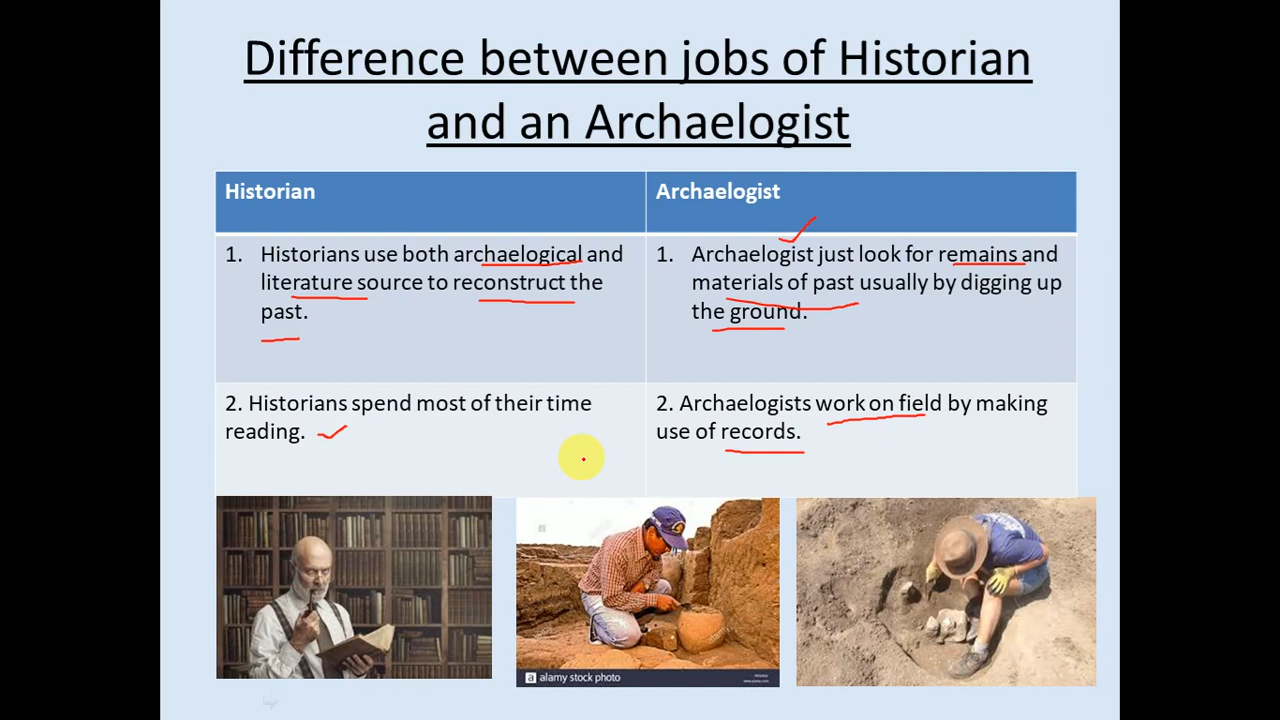 Difference between jobs of Historian
and an Archaelogist
Historian
Archaelogist
1. Historians use both archaelogical and
literature source to reconstruct the
past.
1. Archaelogist just look for remains and
materials of past usually by digging up
the ground.
2. Historians spend most of their time
reading.
2. Archaelogists work on field by making
use of records.
a alamy stock photo